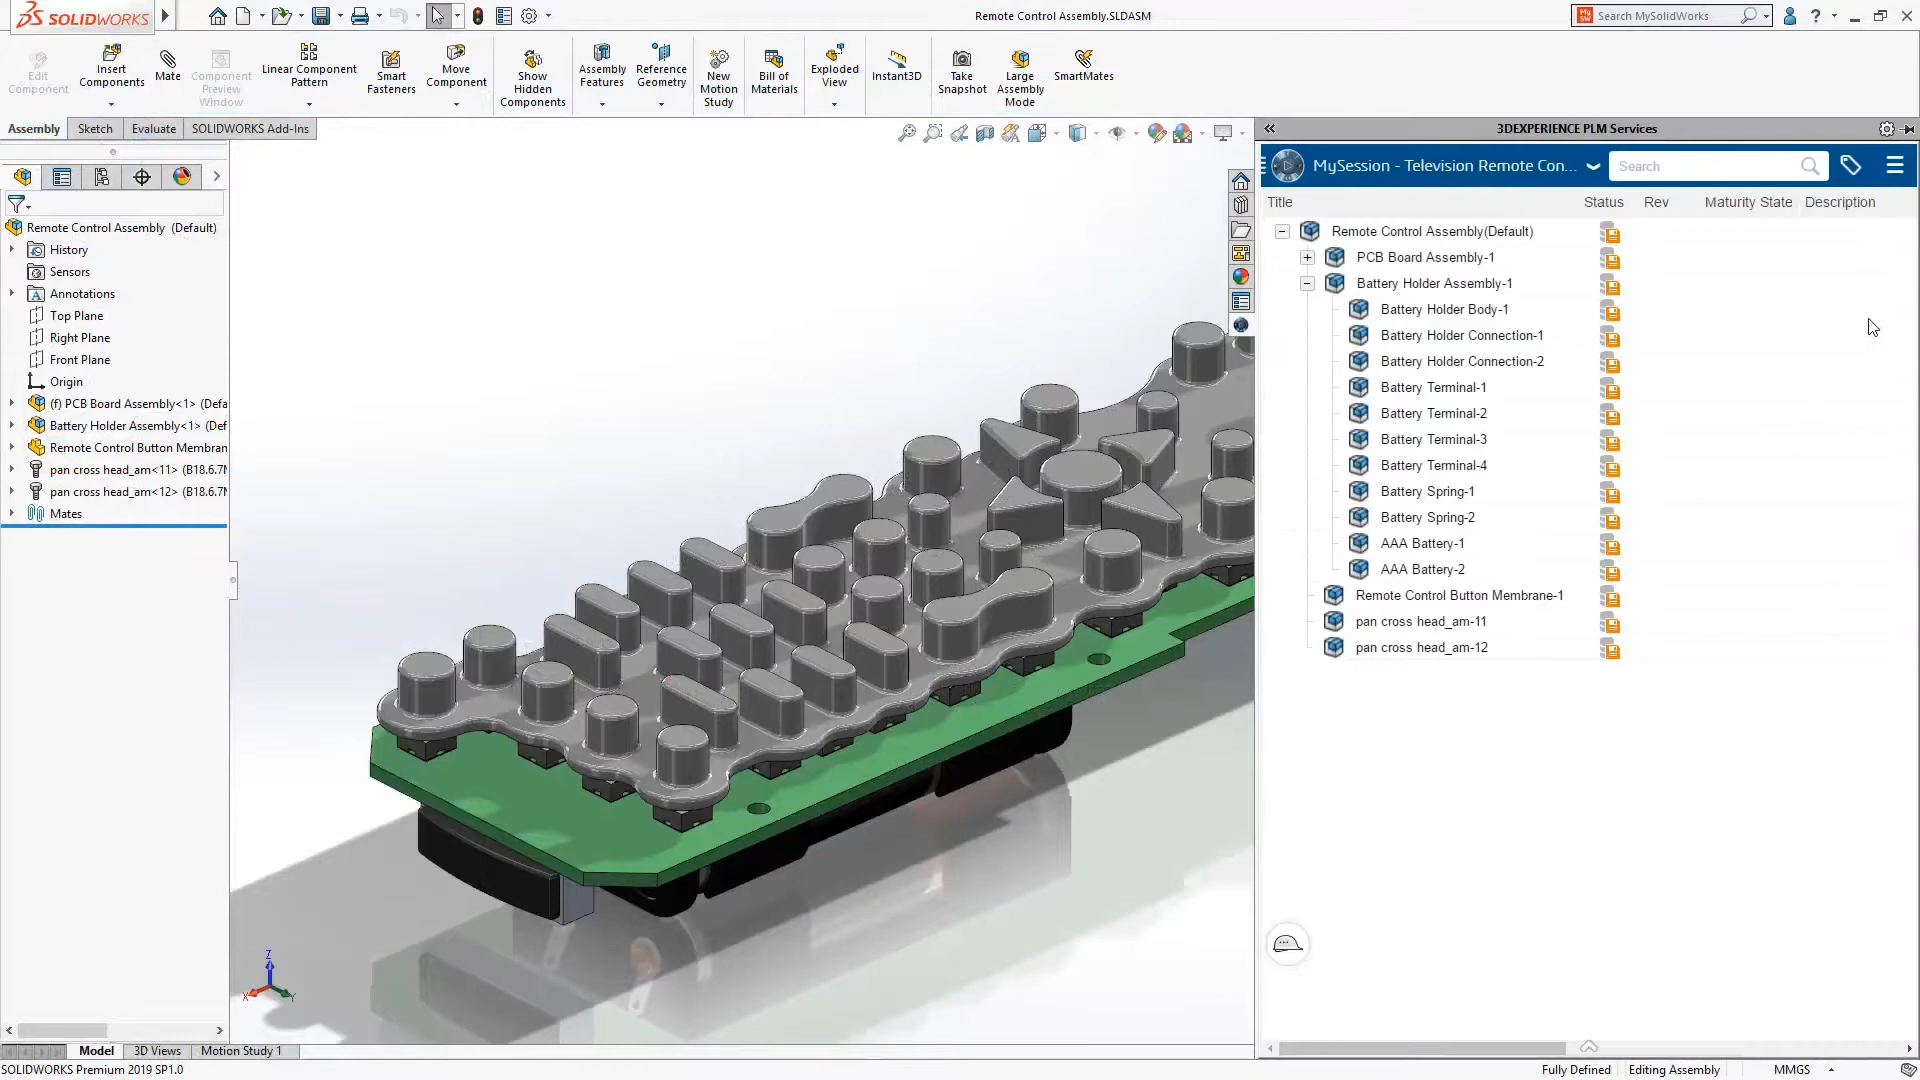 SOLIDWORKS
Remote Control Assembly.SLDASM
Search MySolidWorks
?
Edit
Component
Insert
Components
Mate
Component
Preview
Window
Linear Component
Pattern
Smart
Fasteners
Move
Component
Show
Hidden
Components
Assembly
Features
Reference
Geometry
New
Motion
Study
Bill of
Materials
Exploded
View
Instant3D
Take
Snapshot
Large
Assembly
Mode
SmartMates
Assembly
Sketch
Evaluate
SOLIDWORKS Add-Ins
3DEXPERIENCE PLM Services
MySession - Television Remote Con...
Search
Title
Status
Rev
Maturity State
Description
Remote Control Assembly (Default)
History
Sensors
Annotations
Top Plane
Right Plane
Front Plane
Origin
(f) PCB Board Assembly<1> (Defa
Battery Holder Assembly<1> (Def
Remote Control Button Membran
pan cross head_am<11> (B18.6.7M
pan cross head_am<12> (B18.6.7M
Mates
Remote Control Assembly(Default)
PCB Board Assembly-1
Battery Holder Assembly-1
Battery Holder Body-1
Battery Holder Connection-1
Battery Holder Connection-2
Battery Terminal-1
Battery Terminal-2
Battery Terminal-3
Battery Terminal-4
Battery Spring-1
Battery Spring-2
AAA Battery-1
AAA Battery-2
Remote Control Button Membrane-1
pan cross head_am-11
pan cross head_am-12
Z
X
Y
Model
3D Views
Motion Study 1
SOLIDWORKS Premium 2019 SP1.0
Fully Defined
Editing Assembly
MMGS